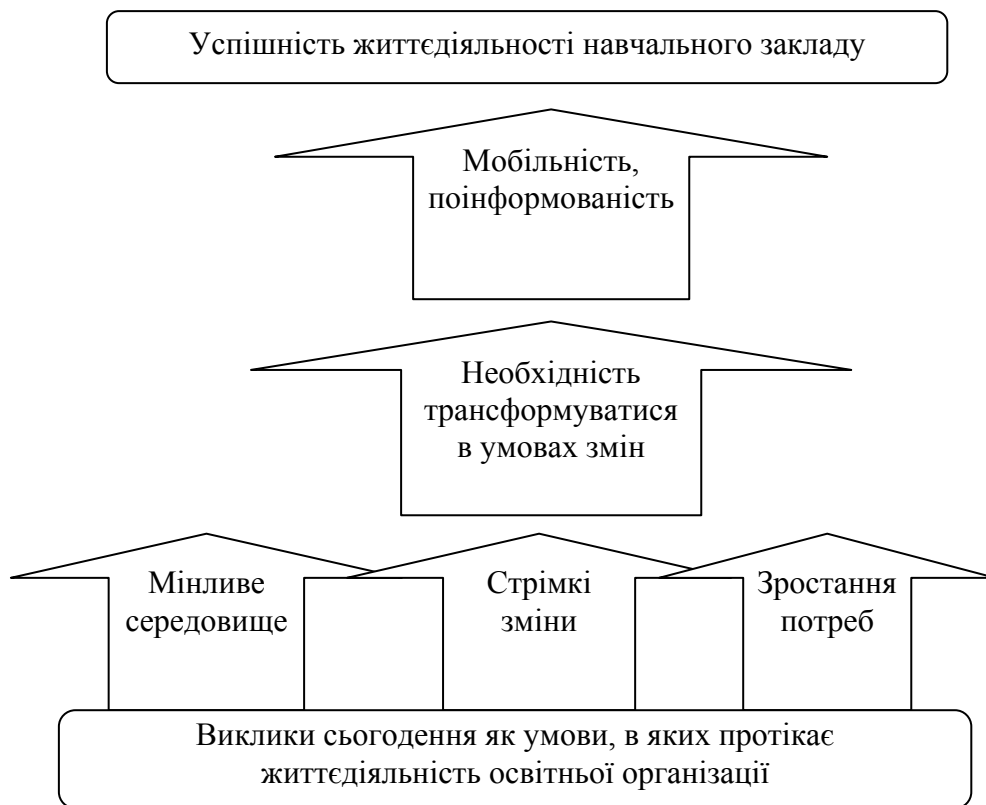 Успішність життєдіяльності навчального закладу
Мобільність,
поінформованість
Необхідність
трансформуватися
в умовах змін
Мінливе
середовище
Стрімкі
зміни
Зростання
потреб
Виклики сьогодення як умови, в яких протікає
життєдіяльність освітньої організації